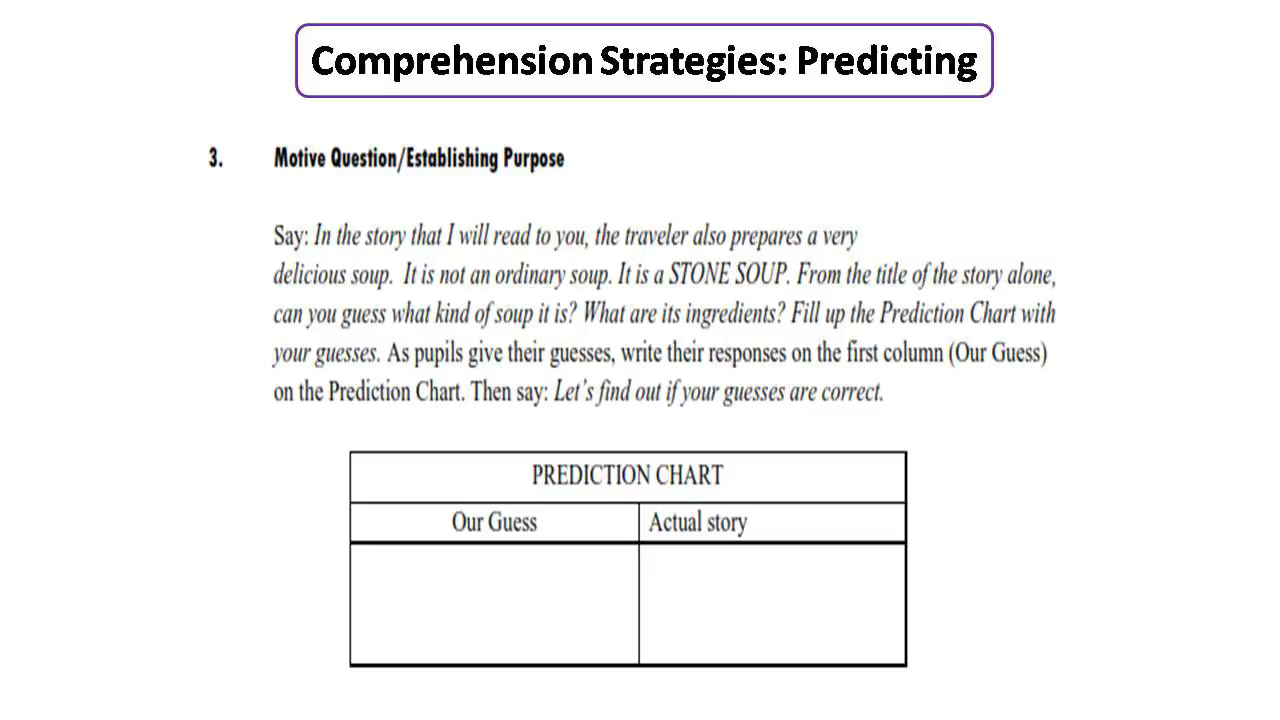 Comprehension Strategies: Predicting
3. Motive Question/Establishing Purpose
Say: In the story that I will read to you, the traveler also prepares a very
delicious soup. It is not an ordinary soup. It is a STONE SOUP. From the title of the story alone,
can you guess what kind of soup it is? What are its ingredients? Fill up the Prediction Chart with
your guesses. As pupils give their guesses, write their responses on the first column (Our Guess)
on the Prediction Chart. Then say: Let's find out if your guesses are correct.
PREDICTION CHART
Our Guess Actual story